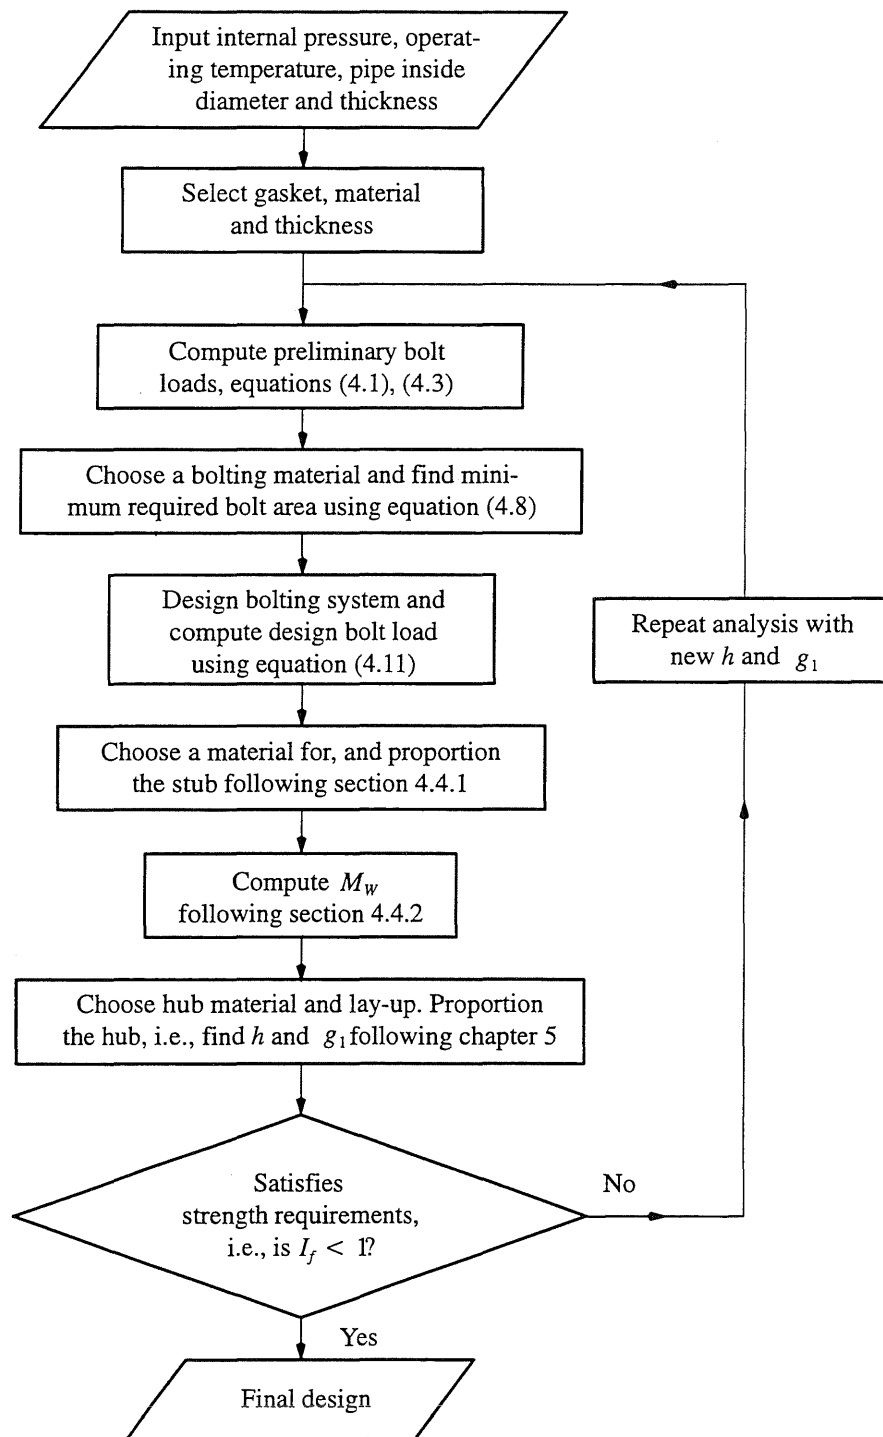 Input internal pressure, operat-
ing temperature, pipe inside
diameter and thickness
Select gasket, material
and thickness
Compute preliminary bolt
loads, equations (4.1), (4.3)
Choose a bolting material and find mini-
mum required bolt area using equation (4.8)
Design bolting system and
compute design bolt load
using equation (4.11)
Repeat analysis with
new h and g₁
Choose a material for, and proportion
the stub following section 4.4.1
Compute M_W
following section 4.4.2
Choose hub material and lay-up. Proportion
the hub, i.e., find h and g₁ following chapter 5
Satisfies
strength requirements,
i.e., is I_f < 1?
No
Yes
Final design